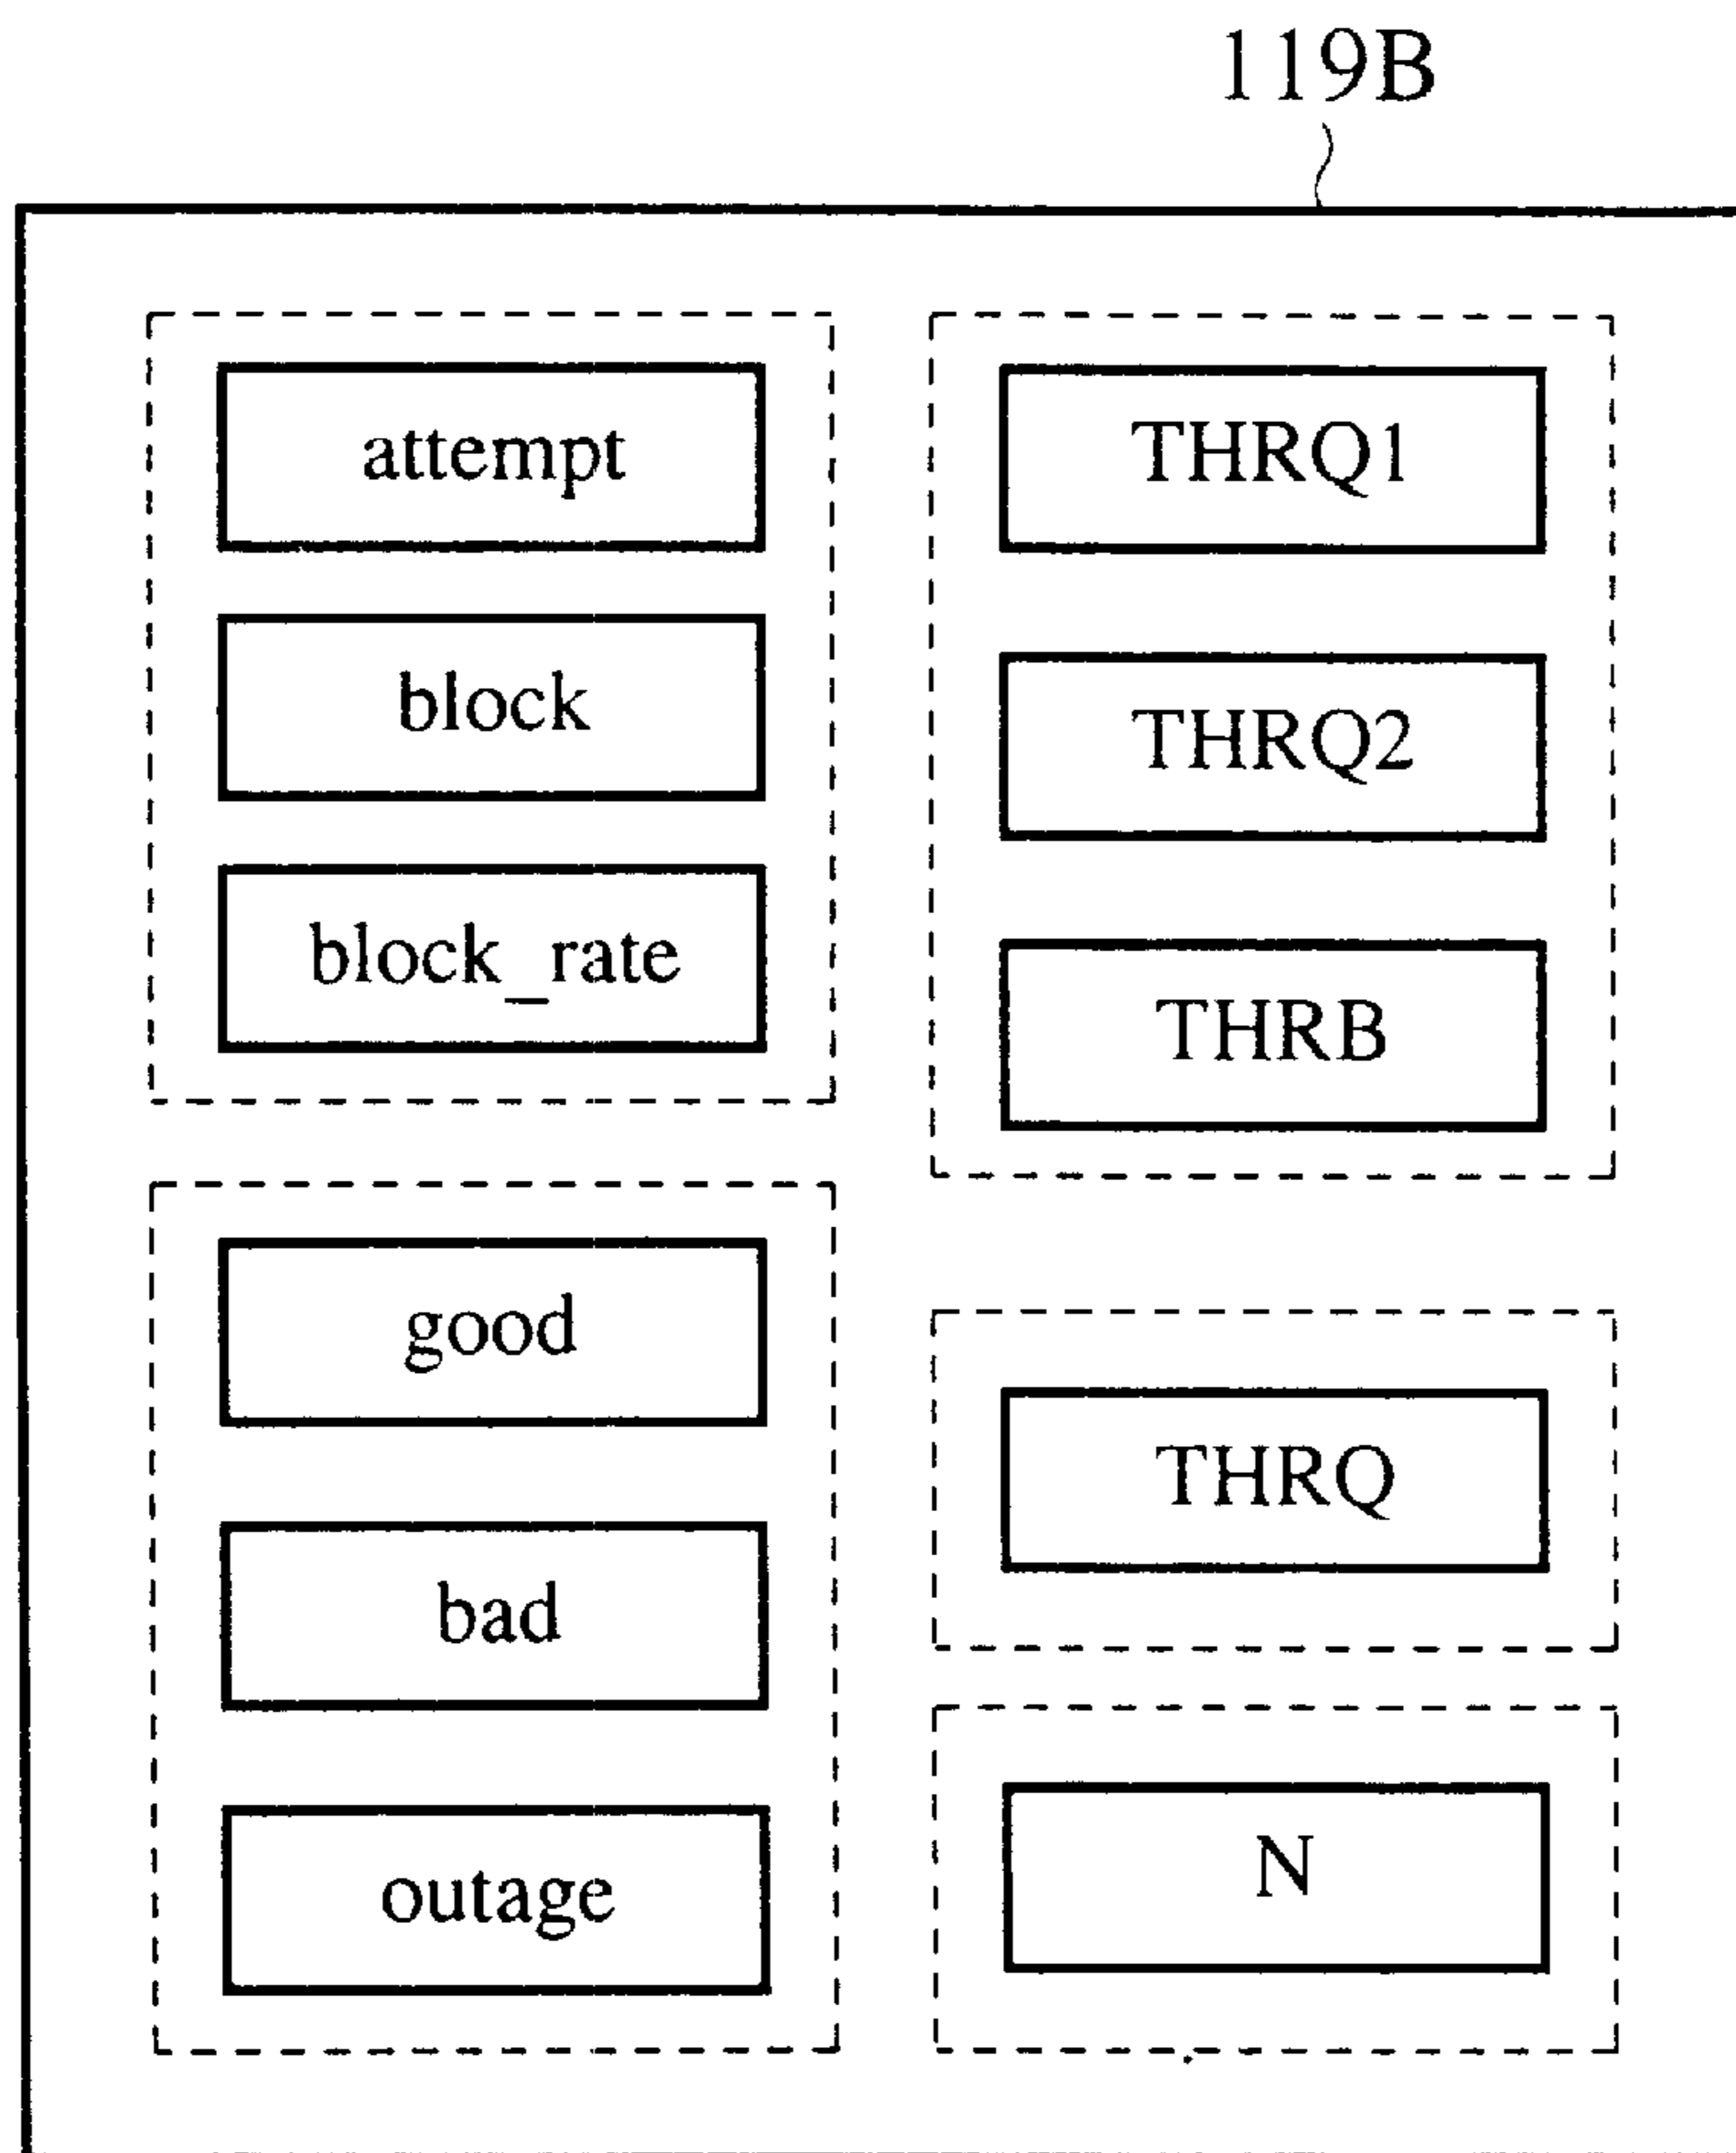 119B
attempt
block
block_rate
good
bad
outage
THRQ1
THRQ2
THRB
THRQ
N